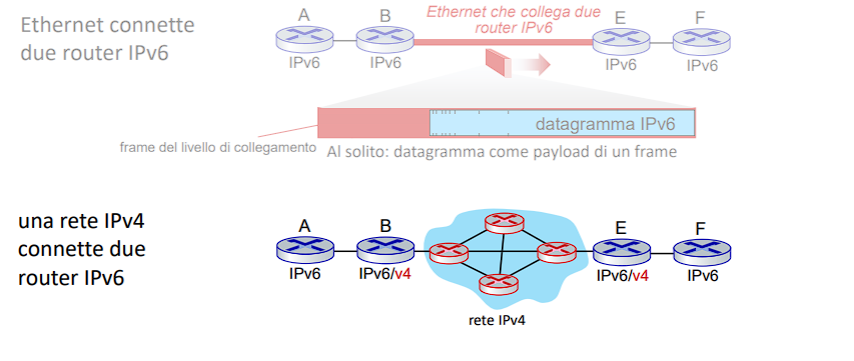 Ethernet connette
due router IPv6
A
B
Ethernet che collega due
router IPv6
E
F
IPv6
IPv6
IPv6
IPv6
datagramma IPv6
frame del livello di collegamento
Al solito: datagramma come payload di un frame
una rete IPv4
connette due
router IPv6
A
B
E
F
IPv6
IPv6/v4
IPv6/v4
IPv6
rete IPv4